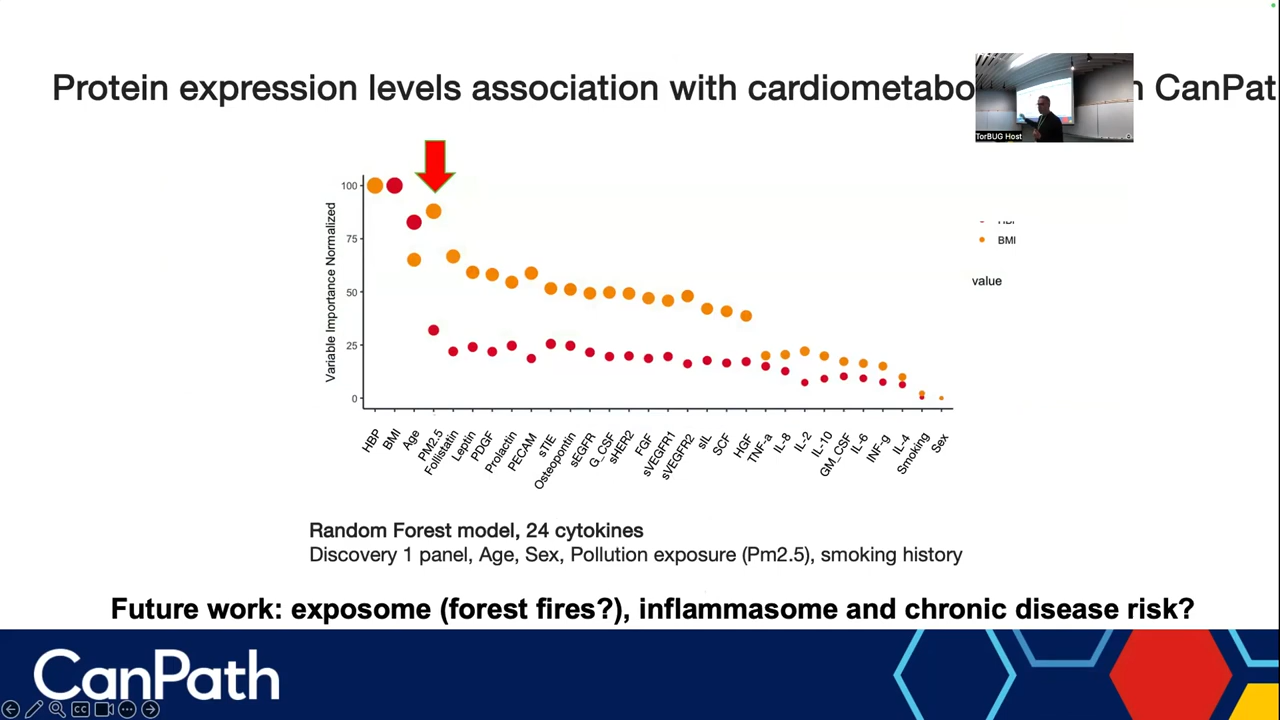 Protein expression levels association with cardiometabo
n CanPat
TorBUG Host
Variable Importance Normalized
100
75
50
25
0
BMI
value
HBP
BMI
Age
PM2.5
Follistatin
Leptin
PDGF
Prolactin
PECAM
sTIE
Osteopontin
sEGFR
G_CSF
sHER2
FGF
sVEGFR1
sVEGFR2
sIL
SCF
HGF
TNF-a
IL-8
IL-2
IL-10
GM_CSF
IL-6
INF-g
IL-4
Smoking
Sex
Random Forest model, 24 cytokines
Discovery 1 panel, Age, Sex, Pollution exposure (Pm2.5), smoking history
Future work: exposome (forest fires?), inflammasome and chronic disease risk?
CanPath
CC